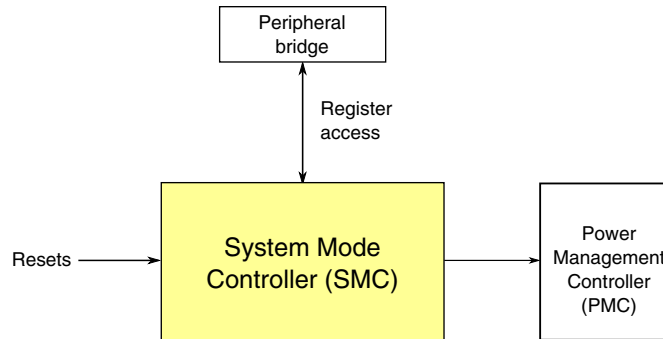 Peripheral
bridge
Register
access
Resets
System Mode
Controller (SMC)
Power
Management
Controller
(PMC)